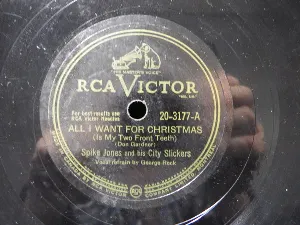 "HIS MASTER'S VOICE"
RCA VICTOR
For best results use
RCA Victor Needles
20-3177-A
ALL I WANT FOR CHRISTMAS
(Is My Two Front Teeth)
(Don Gardner)
Spike Jones and his City Slickers
Vocal refrain by George Rock
RCA